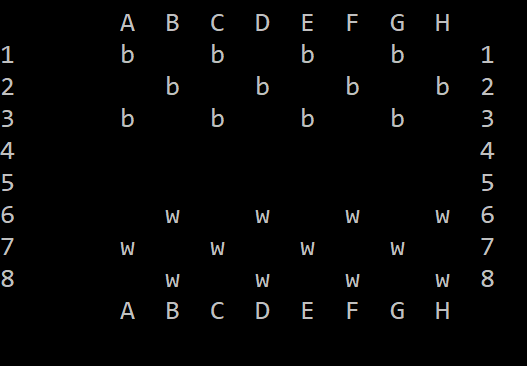 A B C D E F G H
1 b b b b 1
2 b b b b 2
3 b b b b 3
4 4
5 5
6 w w w w 6
7 w w w w 7
8 w w w w 8
A B C D E F G H